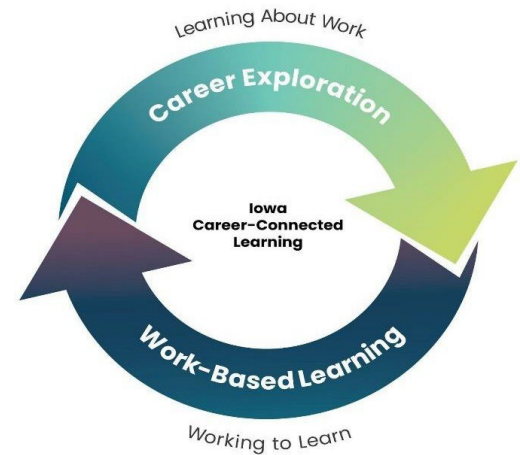 Learning About Work
Career Exploration
Iowa
Career-Connected
Learning
Work-Based Learning
Working to Learn